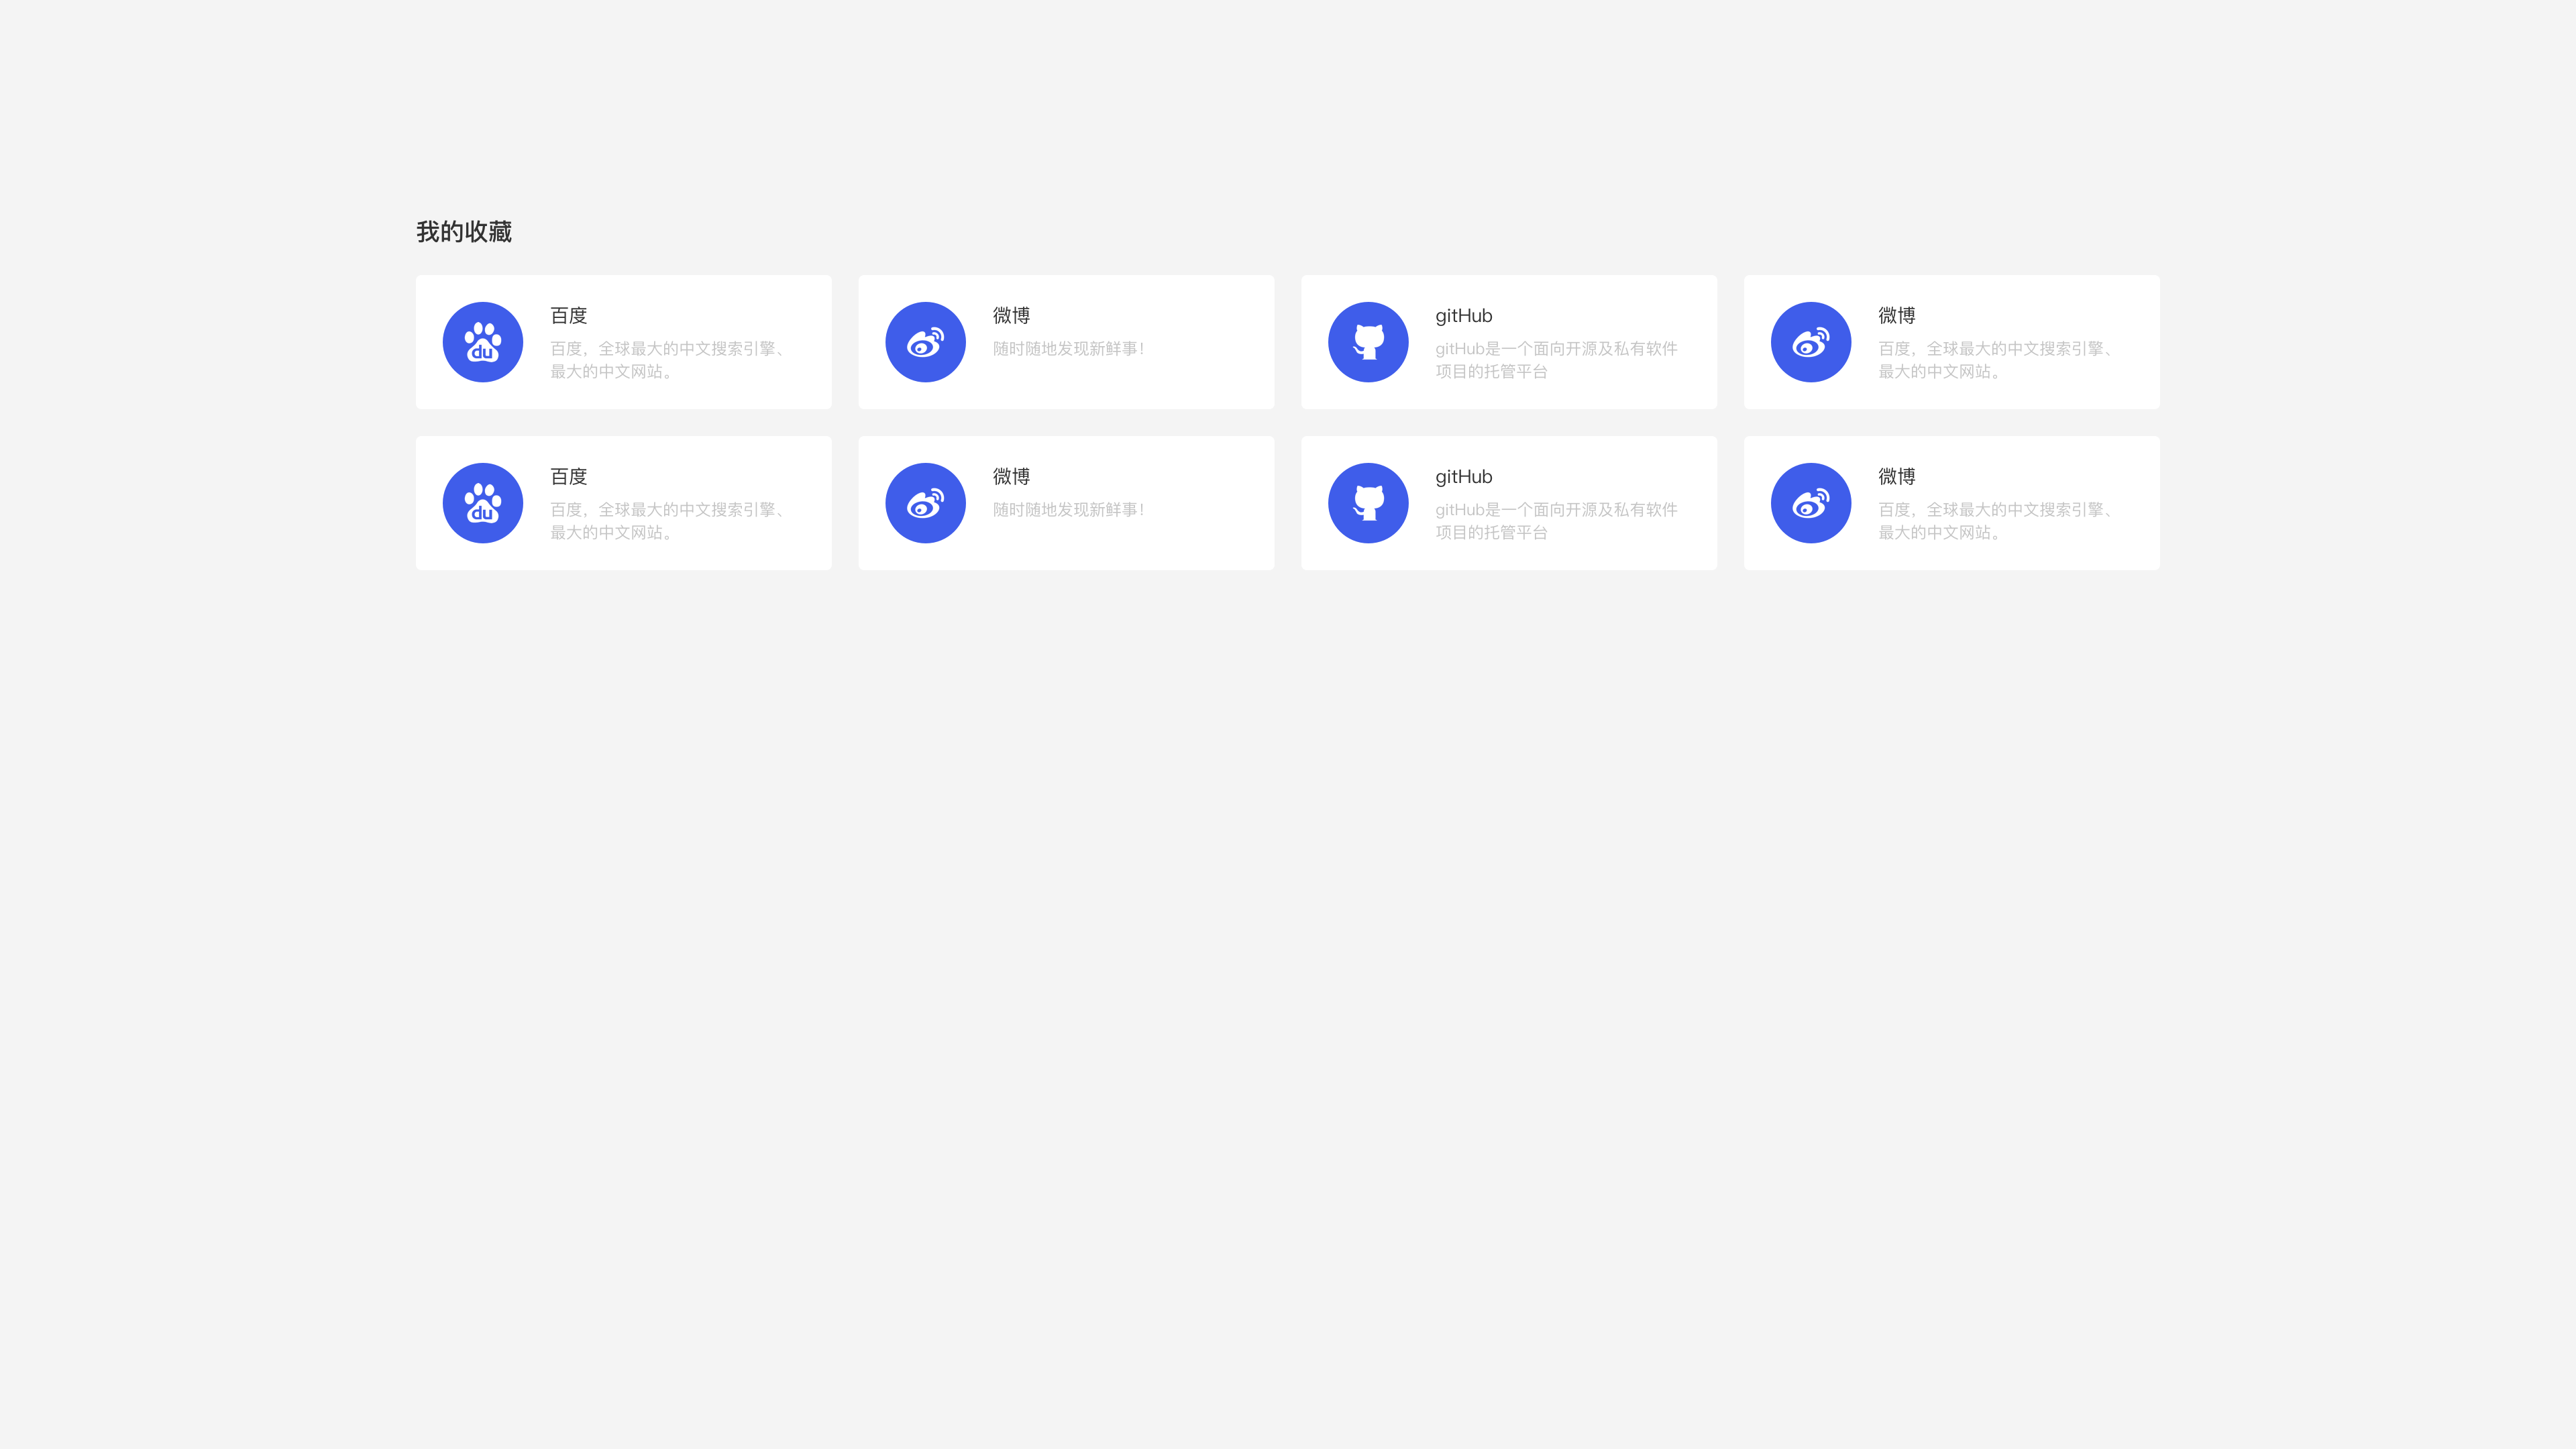 我的收藏
百度
百度，全球最大的中文搜索引擎、
最大的中文网站。
微博
随时随地发现新鲜事！
gitHub
gitHub是一个面向开源及私有软件
项目的托管平台
微博
百度，全球最大的中文搜索引擎、
最大的中文网站。
百度
百度，全球最大的中文搜索引擎、
最大的中文网站。
微博
随时随地发现新鲜事！
gitHub
gitHub是一个面向开源及私有软件
项目的托管平台
微博
百度，全球最大的中文搜索引擎、
最大的中文网站。
du
du